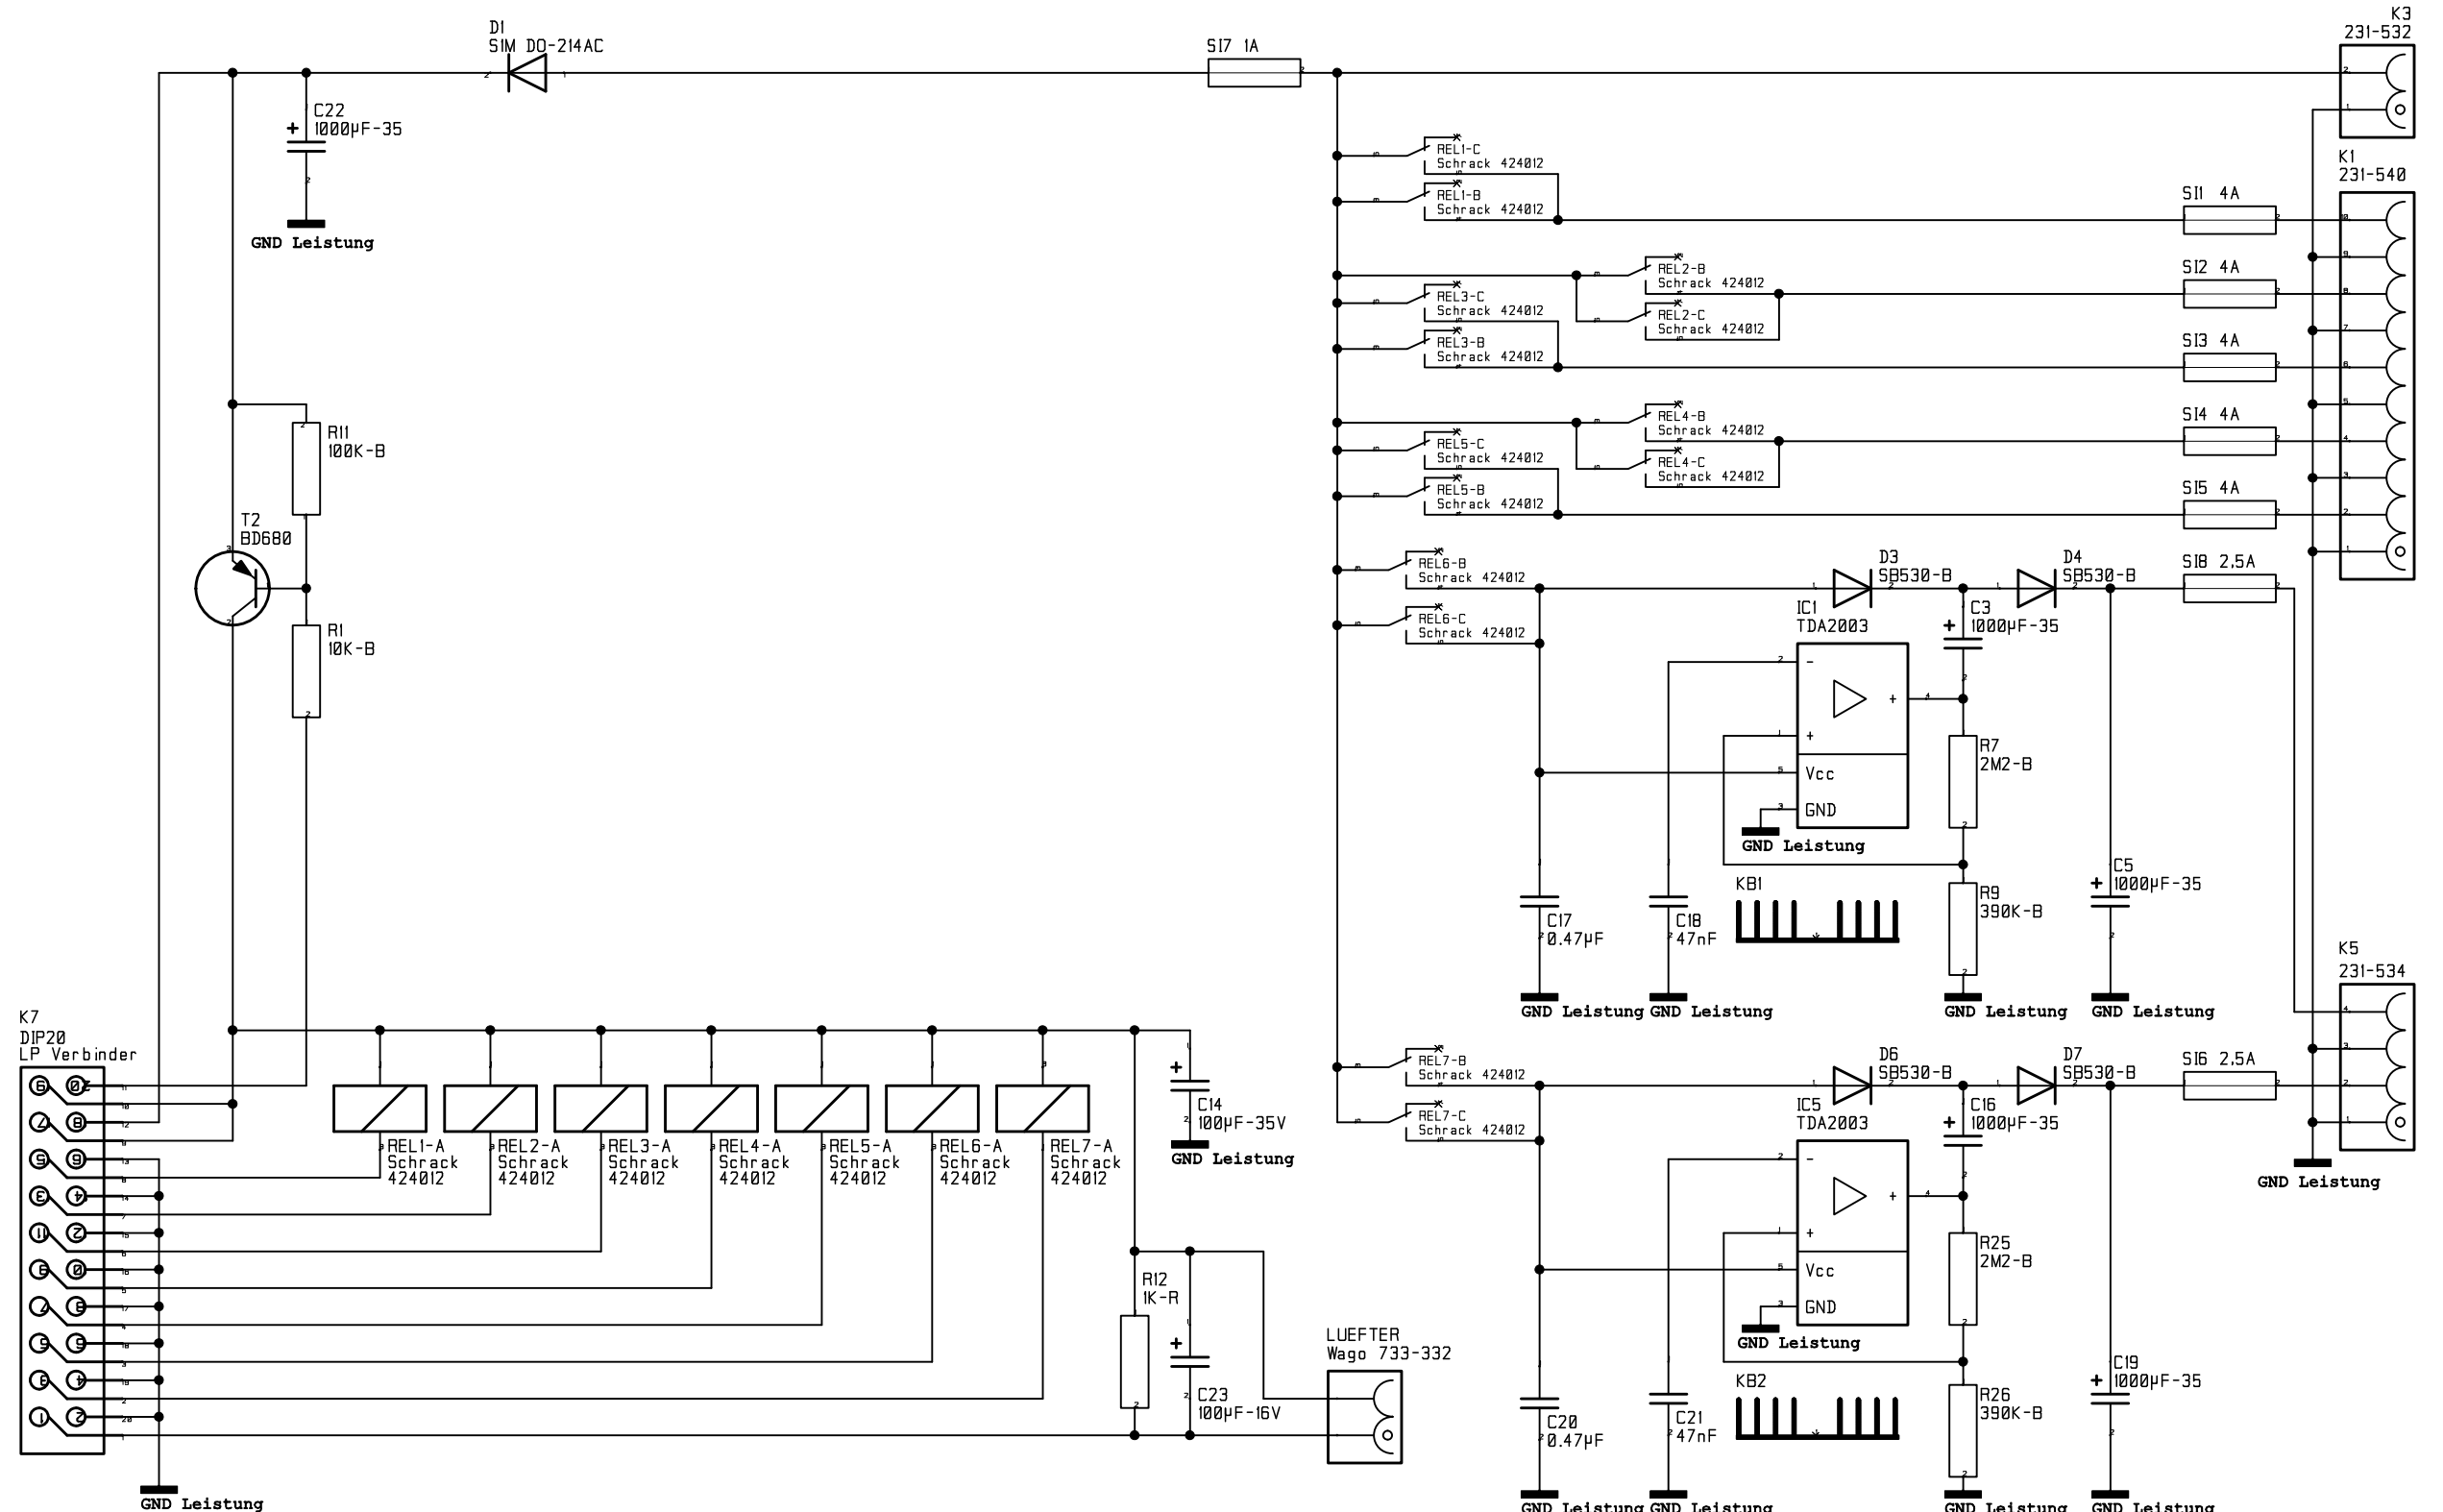 D1
SIM DO-214AC
SI7 1A
K3
231-532
C22
+ 1000µF-35
GND Leistung
REL1-C
Schrack 424012
REL1-B
Schrack 424012
K1
231-540
SI1 4A
REL2-B
Schrack 424012
SI2 4A
REL3-C
Schrack 424012
REL2-C
Schrack 424012
REL3-B
Schrack 424012
SI3 4A
REL4-B
Schrack 424012
SI4 4A
REL5-C
Schrack 424012
REL4-C
Schrack 424012
REL5-B
Schrack 424012
SI5 4A
R11
100K-B
T2
BD680
R1
10K-B
REL6-B
Schrack 424012
REL6-C
Schrack 424012
D3
SB530-B
D4
SB530-B
SI8 2,5A
IC1
TDA2003
C3
+ 1000µF-35
-
+
+
Vcc
GND
GND Leistung
R7
2M2-B
KB1
R9
390K-B
C5
+ 1000µF-35
C17
0.47µF
C18
47nF
GND Leistung
GND Leistung
GND Leistung
GND Leistung
K5
231-534
K7
DIP20
LP Verbinder
REL1-A
Schrack
424012
REL2-A
Schrack
424012
REL3-A
Schrack
424012
REL4-A
Schrack
424012
REL5-A
Schrack
424012
REL6-A
Schrack
424012
REL7-A
Schrack
424012
+
C14
100µF-35V
GND Leistung
REL7-B
Schrack 424012
REL7-C
Schrack 424012
D6
SB530-B
D7
SB530-B
SI6 2,5A
IC5
TDA2003
C16
+ 1000µF-35
-
+
+
Vcc
GND
GND Leistung
GND Leistung
R25
2M2-B
R12
1K-R
+
C23
100µF-16V
LUEFTER
Wago 733-332
KB2
R26
390K-B
C19
+ 1000µF-35
C20
0.47µF
C21
47nF
GND Leistung
GND Leistung
GND Leistung
GND Leistung
GND Leistung